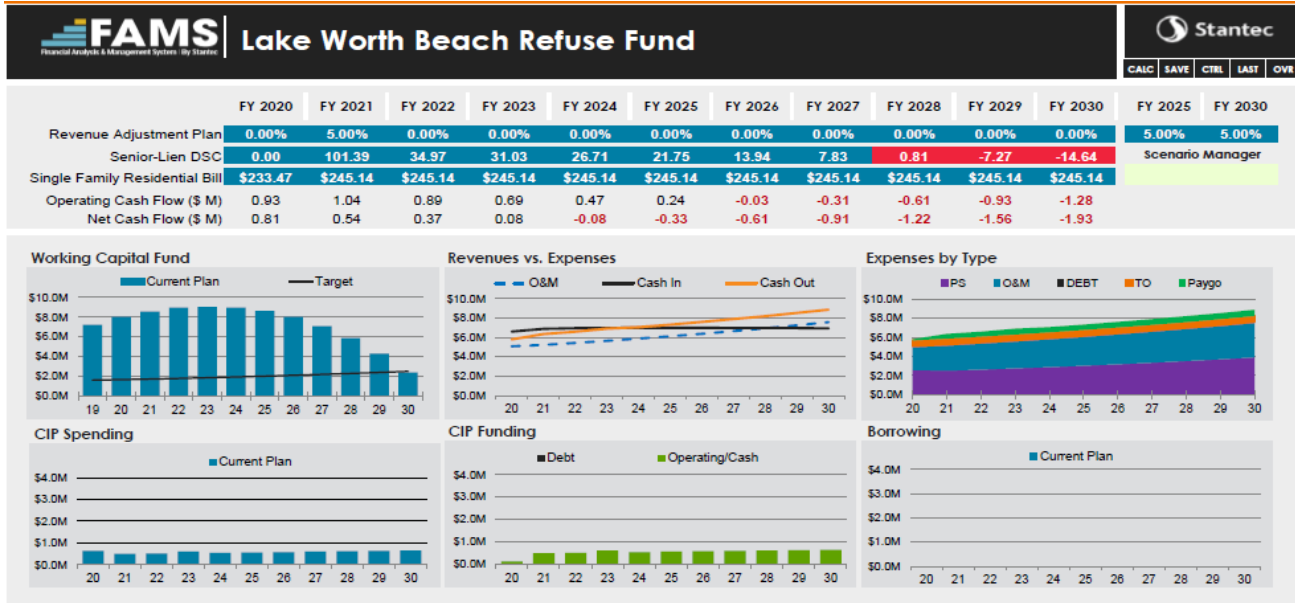 FAMS
Financial Analysis & Management System | By Stantec
Lake Worth Beach Refuse Fund
Stantec
CALC SAVE CTRL LAST OVR
FY 2020 FY 2021 FY 2022 FY 2023 FY 2024 FY 2025 FY 2026 FY 2027 FY 2028 FY 2029 FY 2030 FY 2025 FY 2030
Revenue Adjustment Plan 0.00% 5.00% 0.00% 0.00% 0.00% 0.00% 0.00% 0.00% 0.00% 0.00% 0.00% 5.00% 5.00%
Senior-Lien DSC 0.00 101.39 34.97 31.03 26.71 21.75 13.94 7.83 0.81 -7.27 -14.64 Scenario Manager
Single Family Residential Bill $233.47 $245.14 $245.14 $245.14 $245.14 $245.14 $245.14 $245.14 $245.14 $245.14 $245.14
Operating Cash Flow ($ M) 0.93 1.04 0.89 0.69 0.47 0.24 -0.03 -0.31 -0.61 -0.93 -1.28
Net Cash Flow ($ M) 0.81 0.54 0.37 0.08 -0.08 -0.33 -0.61 -0.91 -1.22 -1.56 -1.93
Working Capital Fund
Current Plan Target
$10.0M
$8.0M
$6.0M
$4.0M
$2.0M
$0.0M
19 20 21 22 23 24 25 26 27 28 29 30
Revenues vs. Expenses
O&M Cash In Cash Out
$10.0M
$8.0M
$6.0M
$4.0M
$2.0M
$0.0M
20 21 22 23 24 25 26 27 28 29 30
Expenses by Type
PS O&M DEBT TO Paygo
$10.0M
$8.0M
$6.0M
$4.0M
$2.0M
$0.0M
20 21 22 23 24 25 26 27 28 29 30
CIP Spending
Current Plan
$4.0M
$3.0M
$2.0M
$1.0M
$0.0M
20 21 22 23 24 25 26 27 28 29 30
CIP Funding
Debt Operating/Cash
$4.0M
$3.0M
$2.0M
$1.0M
$0.0M
20 21 22 23 24 25 26 27 28 29 30
Borrowing
Current Plan
$4.0M
$3.0M
$2.0M
$1.0M
$0.0M
20 21 22 23 24 25 26 27 28 29 30